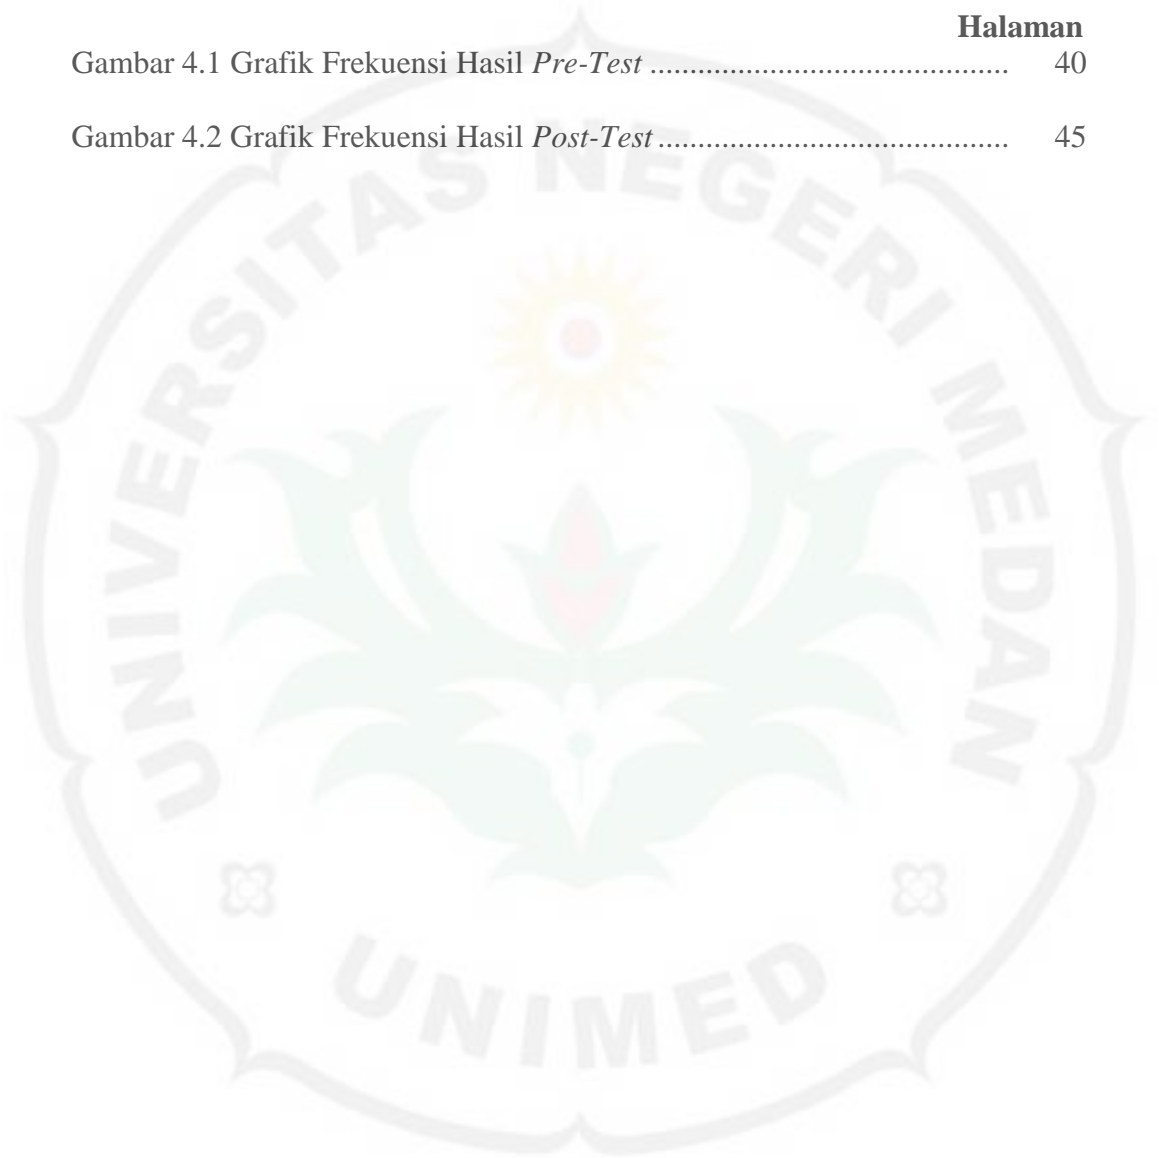 Halaman
Gambar 4.1 Grafik Frekuensi Hasil Pre-Test ............................................. 40
Gambar 4.2 Grafik Frekuensi Hasil Post-Test ............................................ 45
UNIVERSITAS NEGERI MEDAN
UNIMED